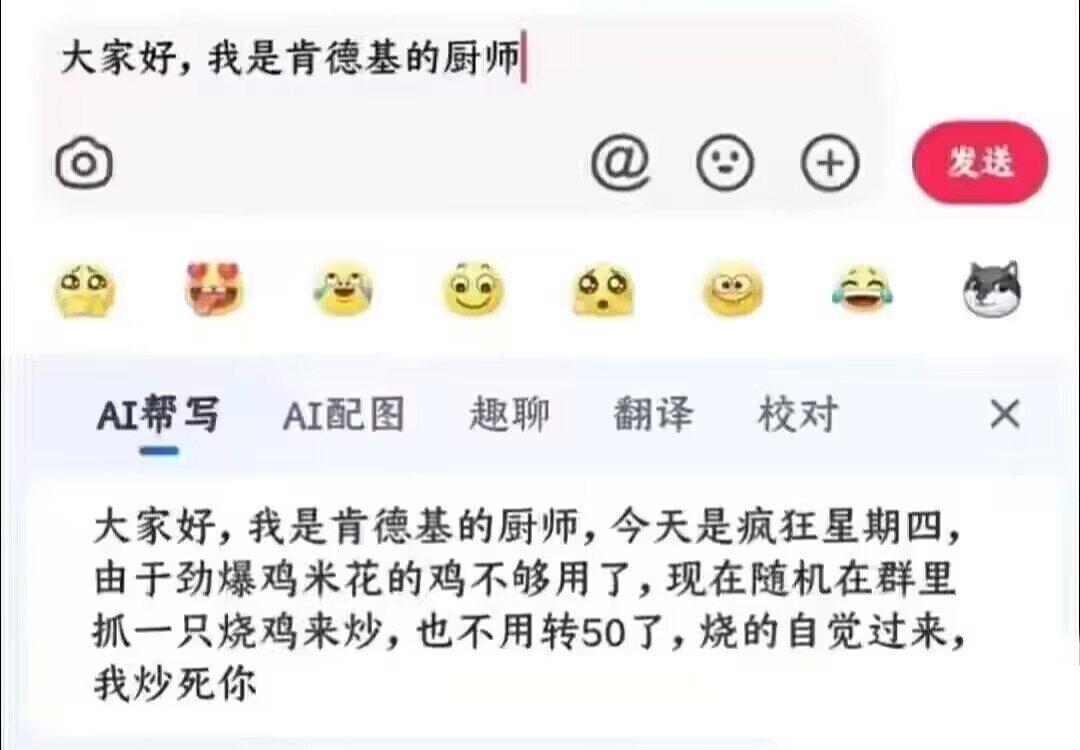 大家好，我是肯德基的厨师
@
发送
AI帮写 AI配图 趣聊 翻译 校对
大家好，我是肯德基的厨师，今天是疯狂星期四，
由于劲爆鸡米花的鸡不够用了，现在随机在群里
抓一只烧鸡来炒，也不用转50了，烧的自觉过来，
我炒死你